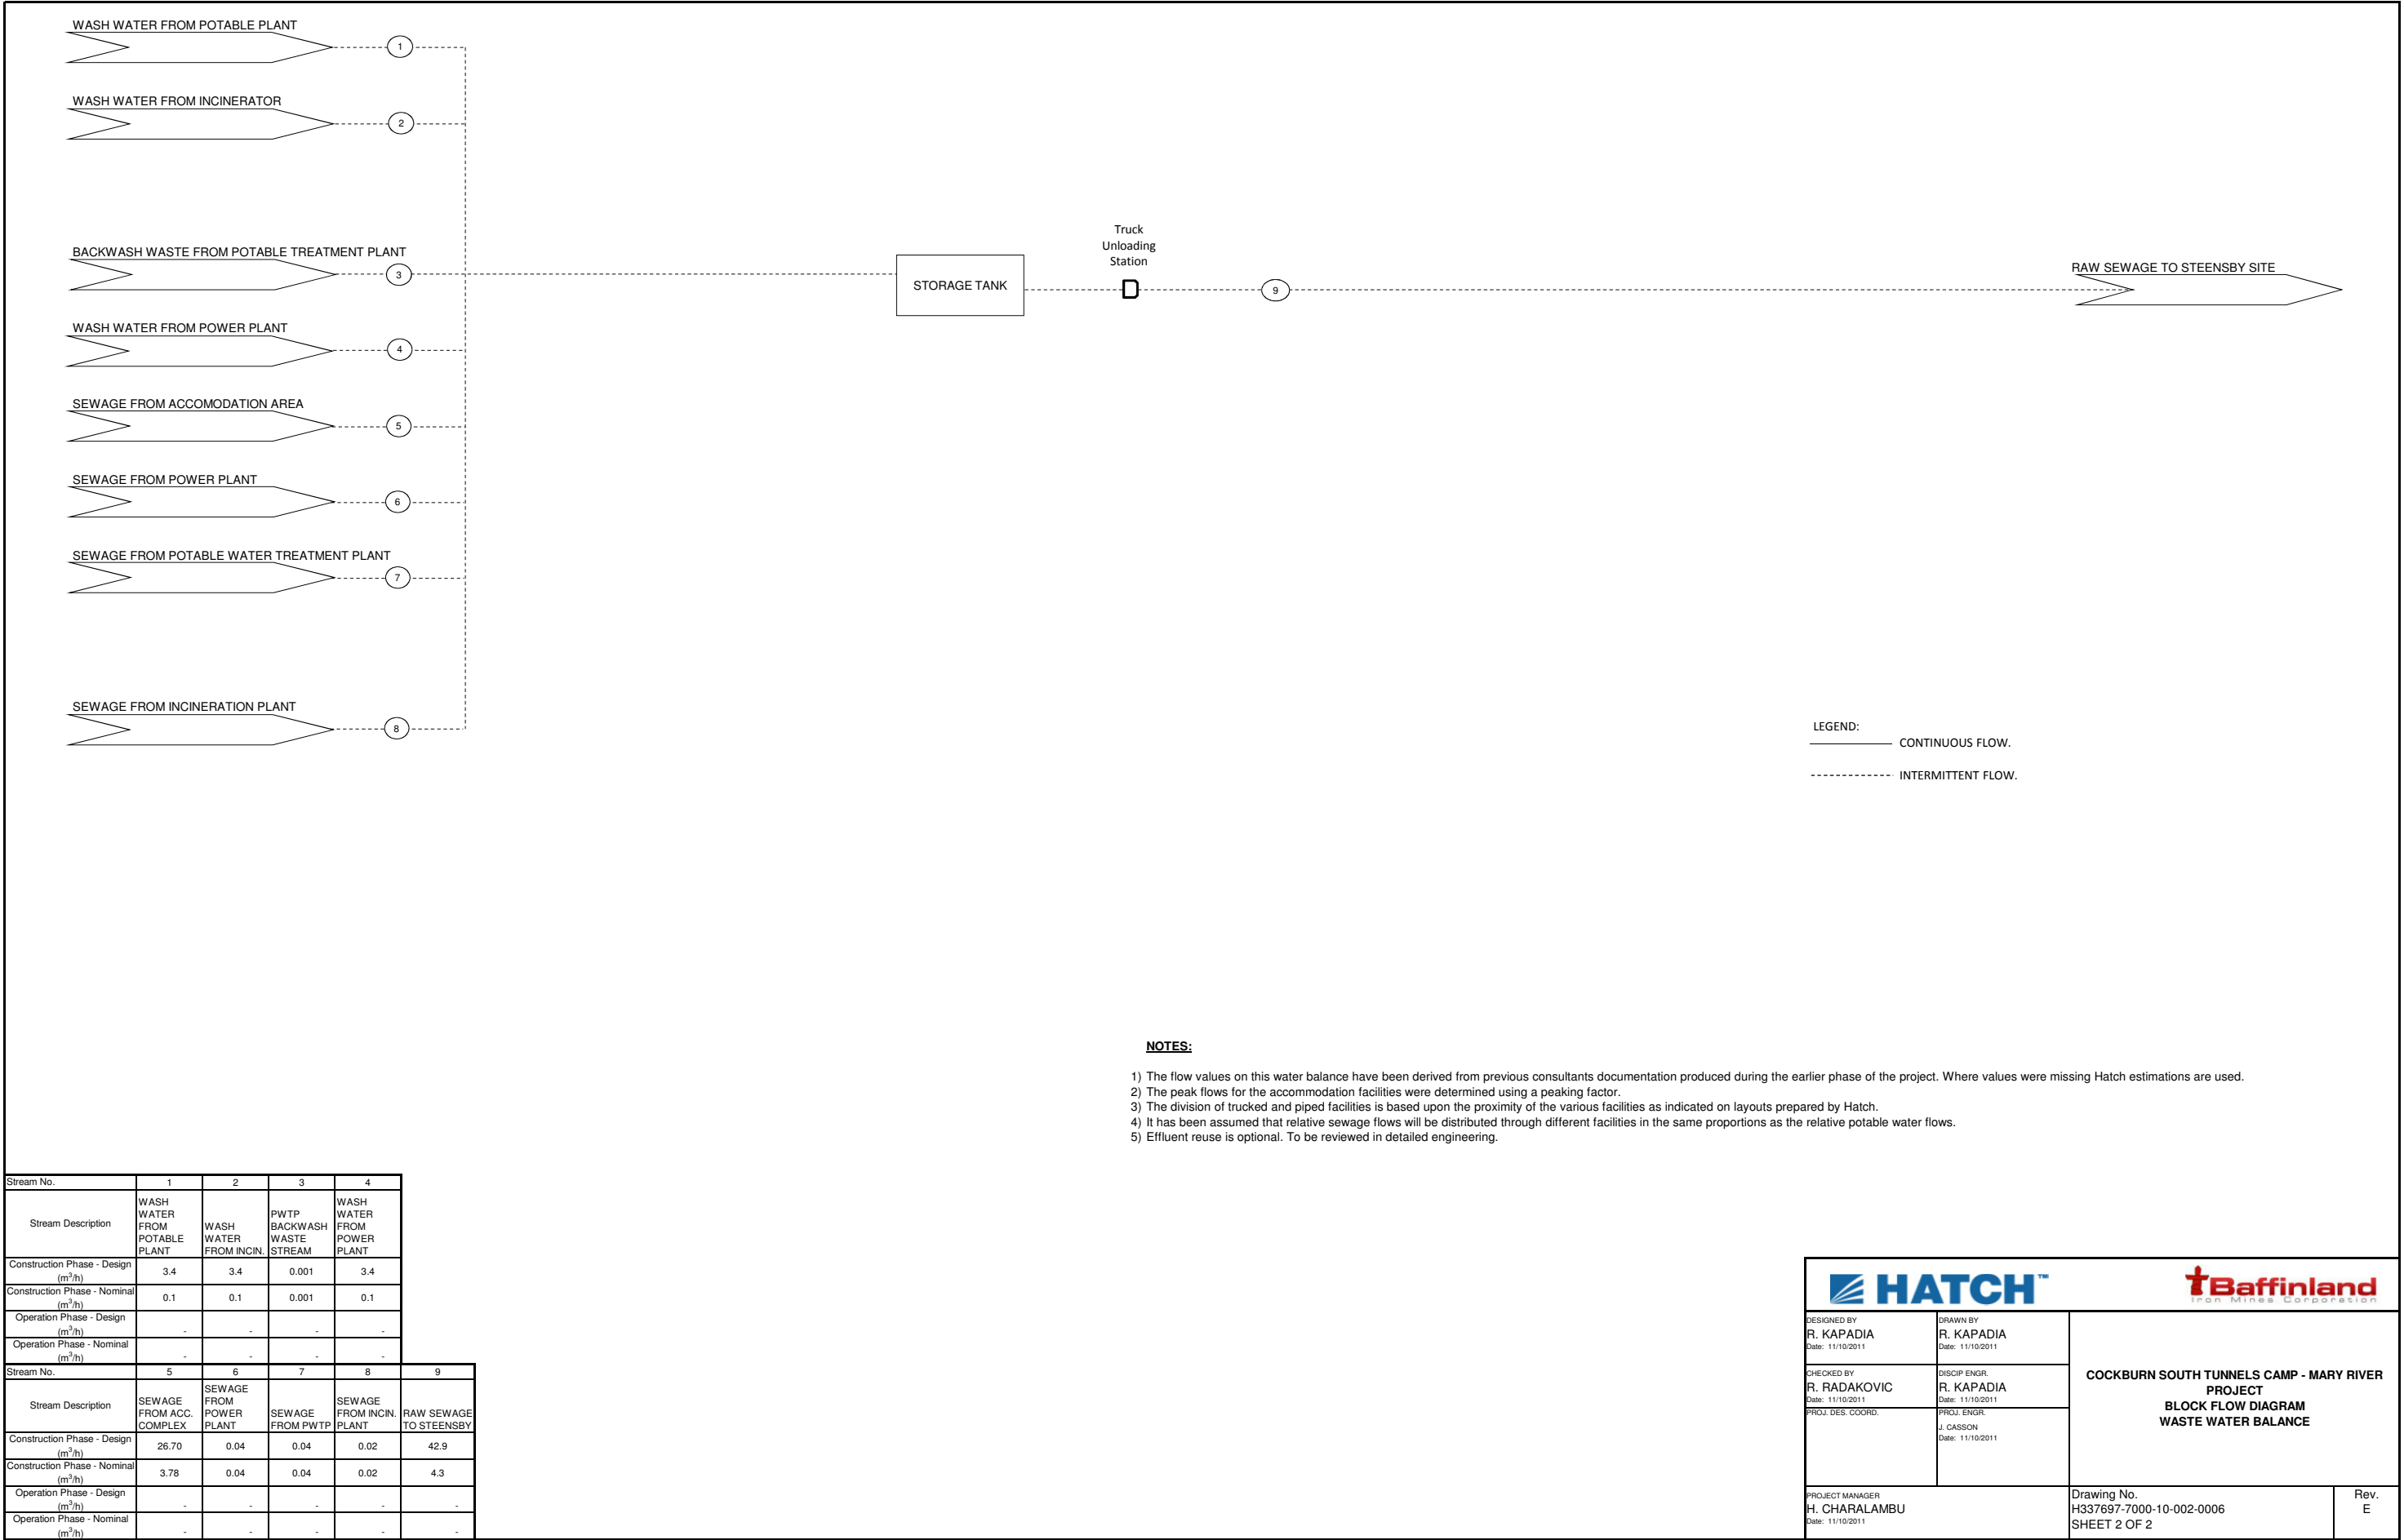 WASH WATER FROM POTABLE PLANT
1
WASH WATER FROM INCINERATOR
2
BACKWASH WASTE FROM POTABLE TREATMENT PLANT
3
WASH WATER FROM POWER PLANT
4
SEWAGE FROM ACCOMODATION AREA
5
SEWAGE FROM POWER PLANT
6
SEWAGE FROM POTABLE WATER TREATMENT PLANT
7
SEWAGE FROM INCINERATION PLANT
8
STORAGE TANK
Truck
Unloading
Station
9
RAW SEWAGE TO STEENSBY SITE
LEGEND:
CONTINUOUS FLOW.
INTERMITTENT FLOW.
NOTES:
1) The flow values on this water balance have been derived from previous consultants documentation produced during the earlier phase of the project. Where values were missing Hatch estimations are used.
2) The peak flows for the accommodation facilities were determined using a peaking factor.
3) The division of trucked and piped facilities is based upon the proximity of the various facilities as indicated on layouts prepared by Hatch.
4) It has been assumed that relative sewage flows will be distributed through different facilities in the same proportions as the relative potable water flows.
5) Effluent reuse is optional. To be reviewed in detailed engineering.
Stream No. 1 2 3 4
Stream Description
WASH
WATER
FROM
POTABLE
PLANT
WASH
WATER
FROM INCIN.
PWTP
BACKWASH
WASTE
STREAM
WASH
WATER
FROM
POWER
PLANT
Construction Phase - Design
(m³/h)
3.4 3.4 0.001 3.4
Construction Phase - Nominal
(m³/h)
0.1 0.1 0.001 0.1
Operation Phase - Design
(m³/h)
- - - -
Operation Phase - Nominal
(m³/h)
- - - -
Stream No. 5 6 7 8 9
Stream Description
SEWAGE
FROM ACC.
COMPLEX
SEWAGE
FROM
POWER
PLANT
SEWAGE
FROM PWTP
SEWAGE
FROM INCIN.
PLANT
RAW SEWAGE
TO STEENSBY
Construction Phase - Design
(m³/h)
26.70 0.04 0.04 0.02 42.9
Construction Phase - Nominal
(m³/h)
3.78 0.04 0.04 0.02 4.3
Operation Phase - Design
(m³/h)
- - - - -
Operation Phase - Nominal
(m³/h)
- - - - -
HATCH™
Baffinland
Iron Mines Corporation
DESIGNED BY
R. KAPADIA
Date: 11/10/2011
DRAWN BY
R. KAPADIA
Date: 11/10/2011
CHECKED BY
R. RADAKOVIC
Date: 11/10/2011
DISCIP ENGR.
R. KAPADIA
Date: 11/10/2011
PROJ. DES. COORD.
PROJ. ENGR.
J. CASSON
Date: 11/10/2011
COCKBURN SOUTH TUNNELS CAMP - MARY RIVER
PROJECT
BLOCK FLOW DIAGRAM
WASTE WATER BALANCE
PROJECT MANAGER
H. CHARALAMBU
Date: 11/10/2011
Drawing No.
H337697-7000-10-002-0006
SHEET 2 OF 2
Rev.
E